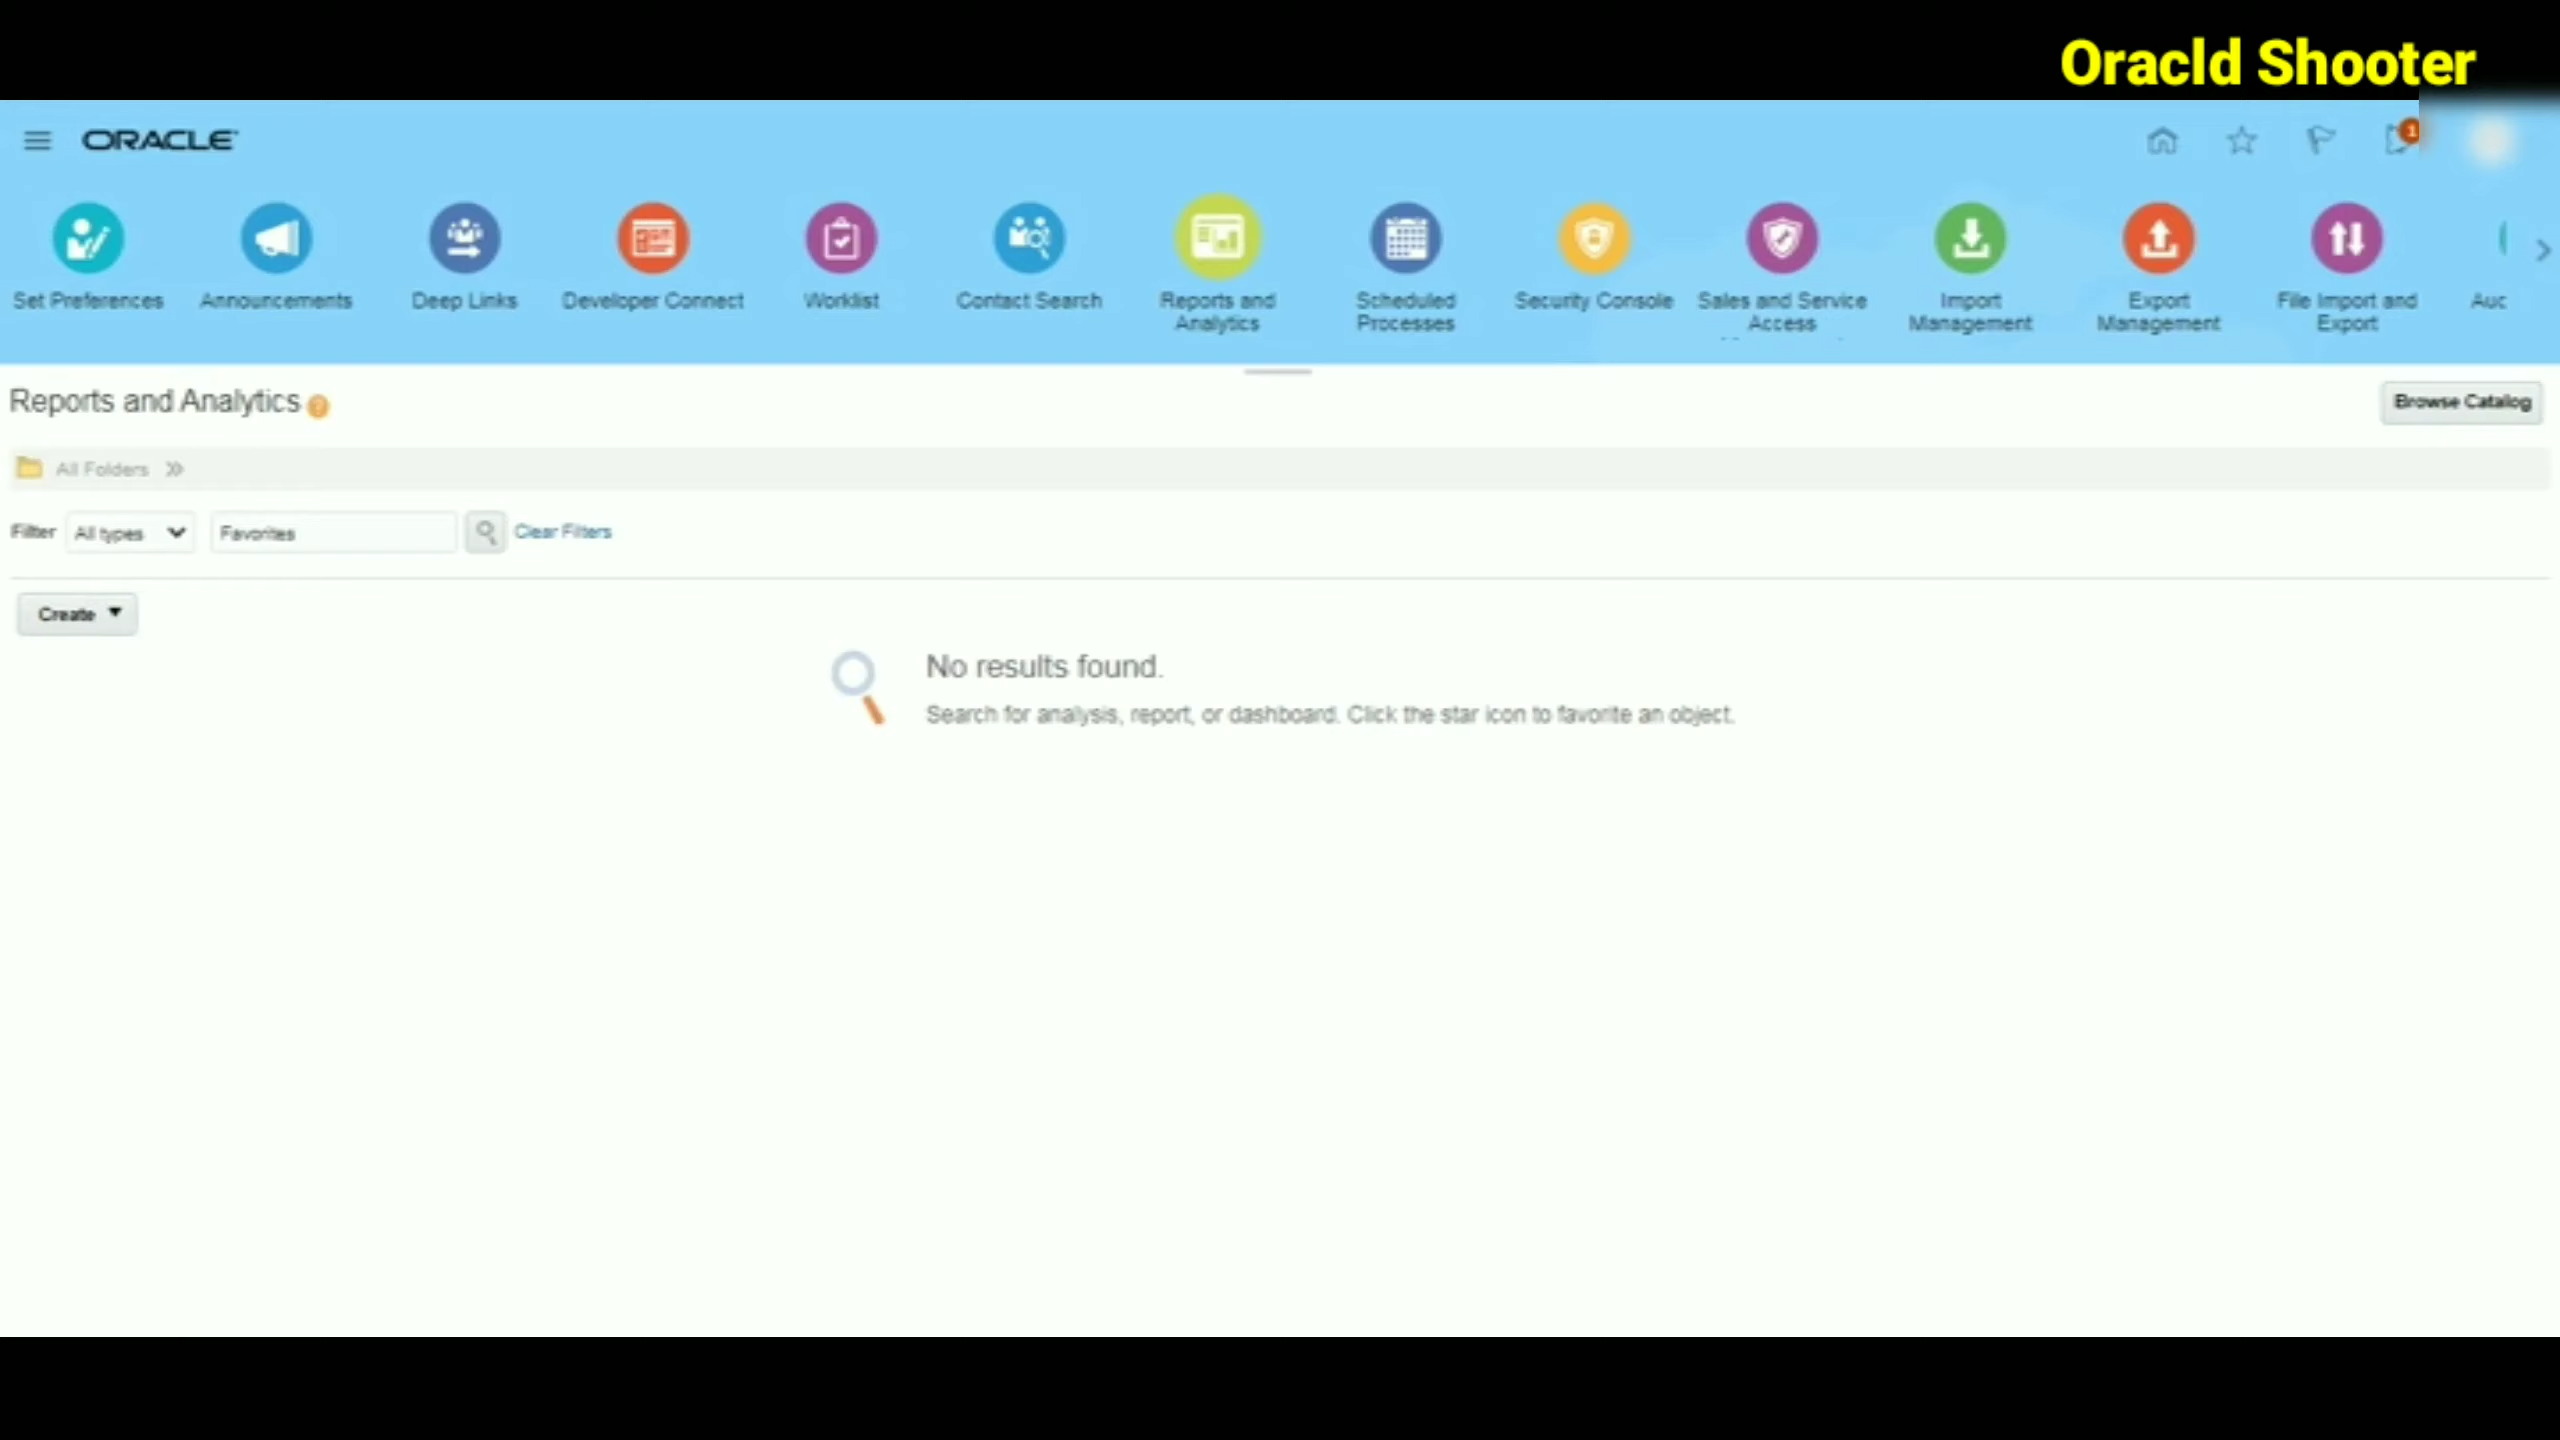 Oracld Shooter
ORACLE
1
Set Preferences
Announcements
Deep Links
Developer Connect
Worklist
Contact Search
Reports and
Analytics
Scheduled
Processes
Security Console
Sales and Service
Access
Import
Management
Export
Management
File Import and
Export
Auc
Reports and Analytics
Browse Catalog
All Folders
Filter All types Favorites Clear Filters
Create
No results found.
Search for analysis, report, or dashboard. Click the star icon to favorite an object.